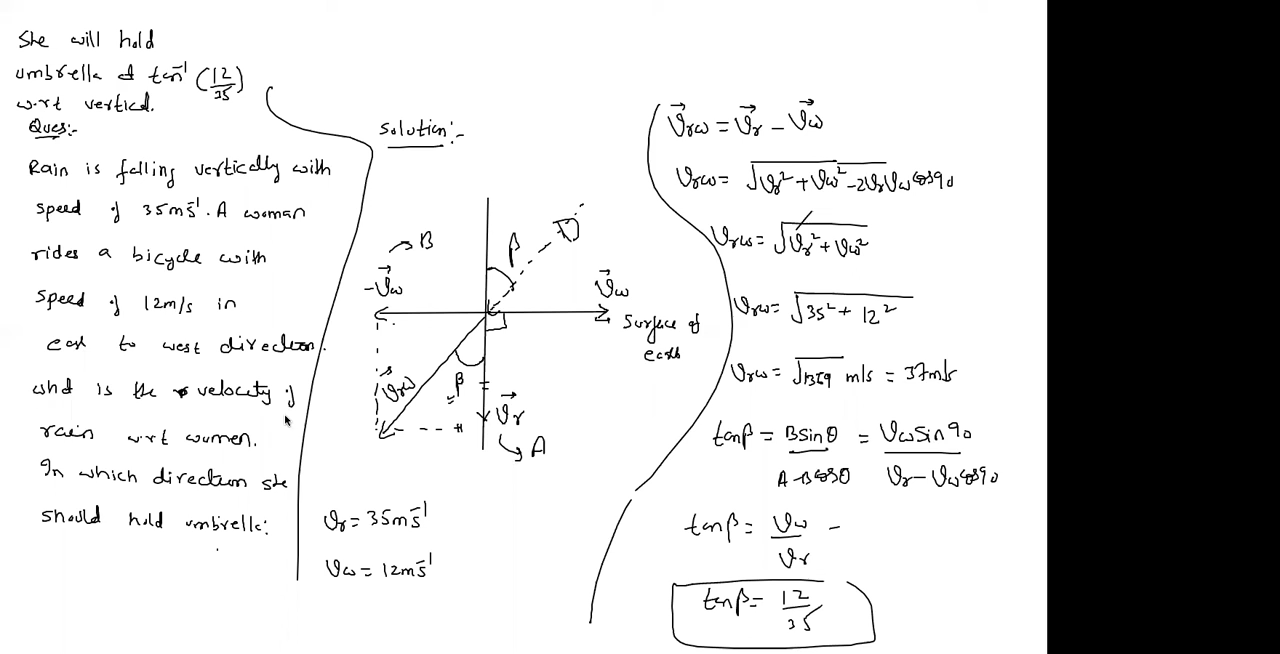 She will hold
umbrella at tan⁻¹ (12/35)
w.r.t vertical.
Ques:-
Rain is falling vertically with
speed of 35ms⁻¹. A woman
rides a bicycle with
speed of 12m/s in
east to west direction.
what is the velocity of
rain w.r.t women.
In which direction she
should hold umbrella:
Solution:-
→ B
-v⃗w
β
v⃗w
Surface of
earth
v⃗rw
β
v⃗r
→ A
vr = 35ms⁻¹
vw = 12ms⁻¹
v⃗rw = v⃗r - v⃗w
vrw = √vr² + vw² - 2vrvw cos90
vrw = √vr² + vw²
vrw = √35² + 12²
vrw = √1369 m/s = 37m/s
tanβ = Bsinθ/A-Bcosθ = vw sin90/vr - vw cos90
tanβ = vw/vr -
tanβ = 12/35